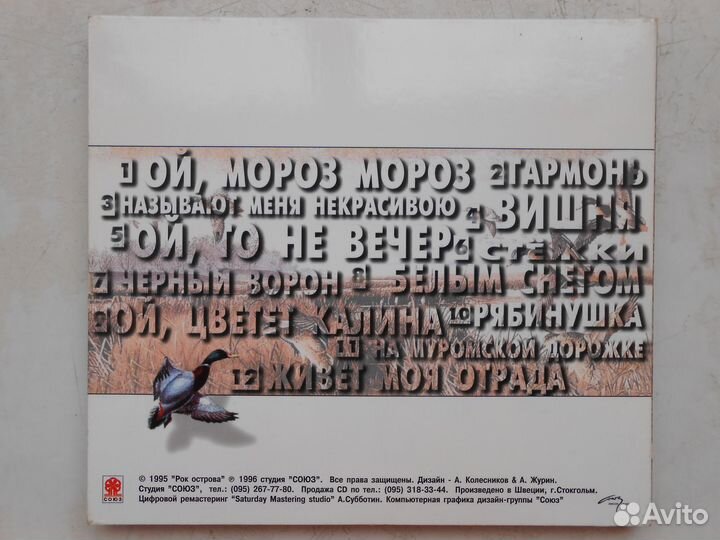 1 ОЙ, МОРОЗ МОРОЗ 2 ГАРМОНЬ
3 НАЗЫВАЮТ МЕНЯ НЕКРАСИВОЮ 4 ВИШНИ
5 ОЙ, ТО НЕ ВЕЧЕР 6 СТЁЖКИ
7 ЧЕРНЫЙ ВОРОН 8 БЕЛЫМ СНЕГОМ
9 ОЙ, ЦВЕТЕТ КАЛИНА 10 РЯБИНУШКА
11 НА МУРОМСКОЙ ДОРОЖКЕ
12 ЖИВЕТ МОЯ ОТРАДА
СОЮЗ
© 1995 "Рок острова" ℗ 1996 студия "СОЮЗ". Все права защищены. Дизайн - А. Колесников & А. Журин.
Студия "СОЮЗ", тел.: (095) 267-77-80. Продажа CD по тел.: (095) 318-33-44. Произведено в Швеции, г.Стокгольм.
Цифровой ремастеринг "Saturday Mastering studio" А.Субботин. Компьютерная графика дизайн-группы "Союз"
Avito